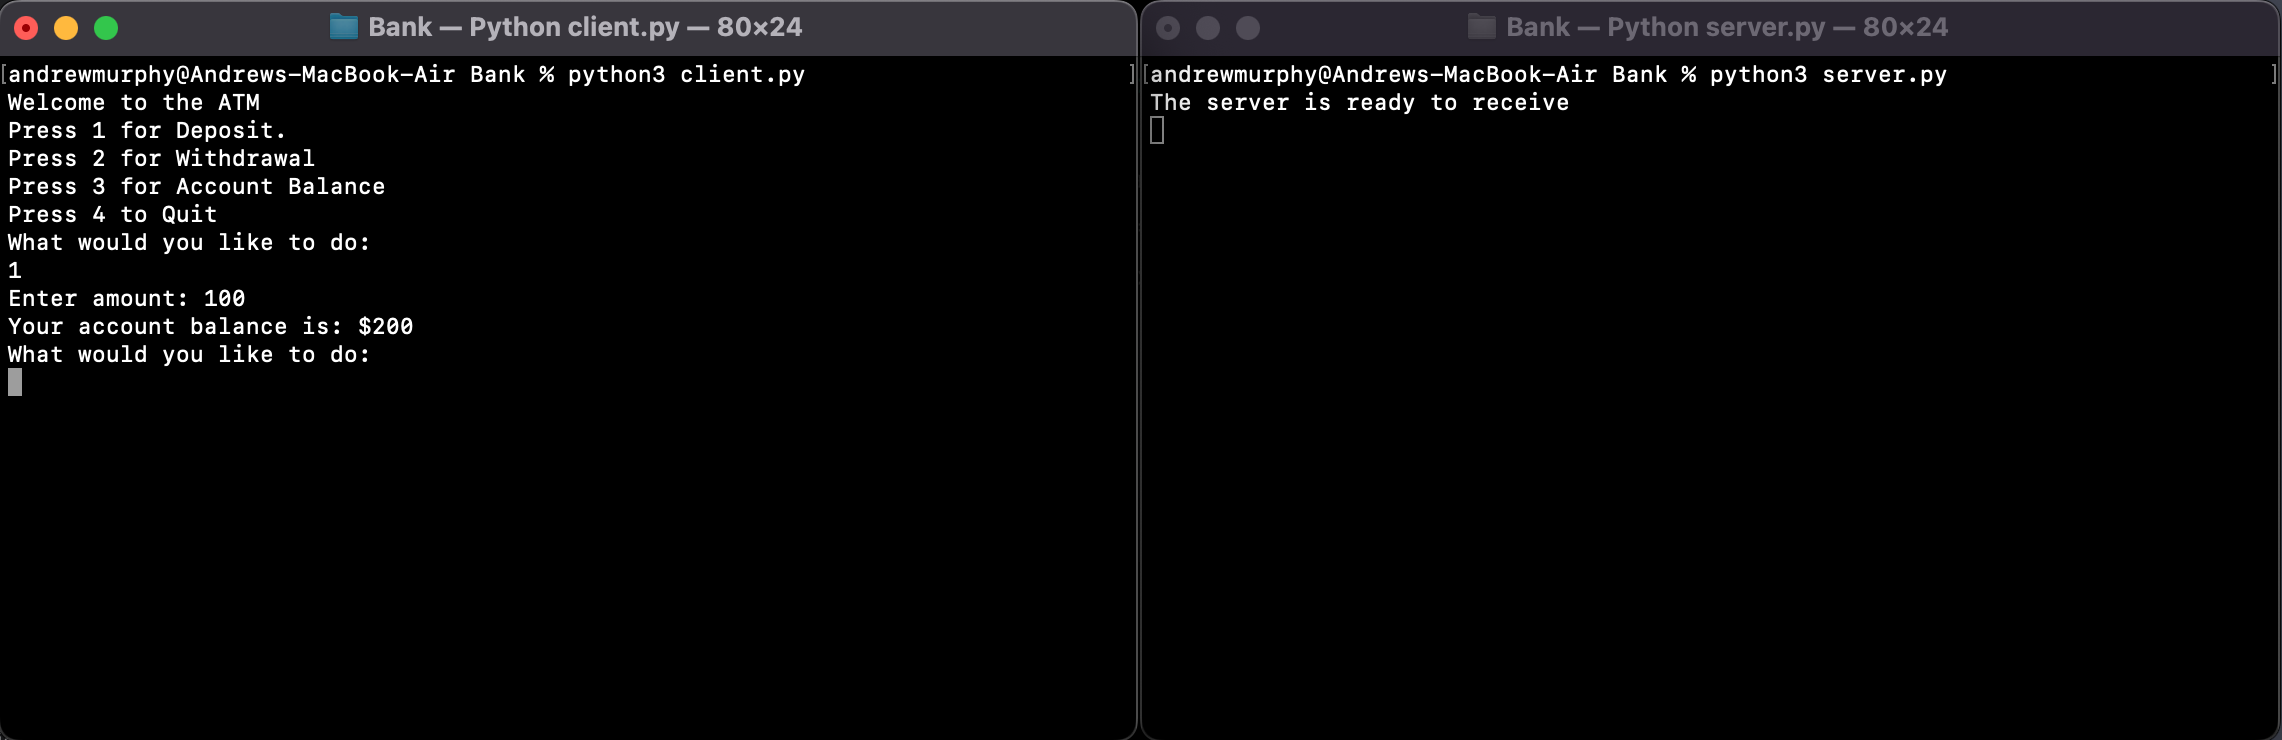 Bank — Python client.py — 80×24
[andrewmurphy@Andrews-MacBook-Air Bank % python3 client.py ]
Welcome to the ATM
Press 1 for Deposit.
Press 2 for Withdrawal
Press 3 for Account Balance
Press 4 to Quit
What would you like to do:
1
Enter amount: 100
Your account balance is: $200
What would you like to do:
Bank — Python server.py — 80×24
[andrewmurphy@Andrews-MacBook-Air Bank % python3 server.py ]
The server is ready to receive